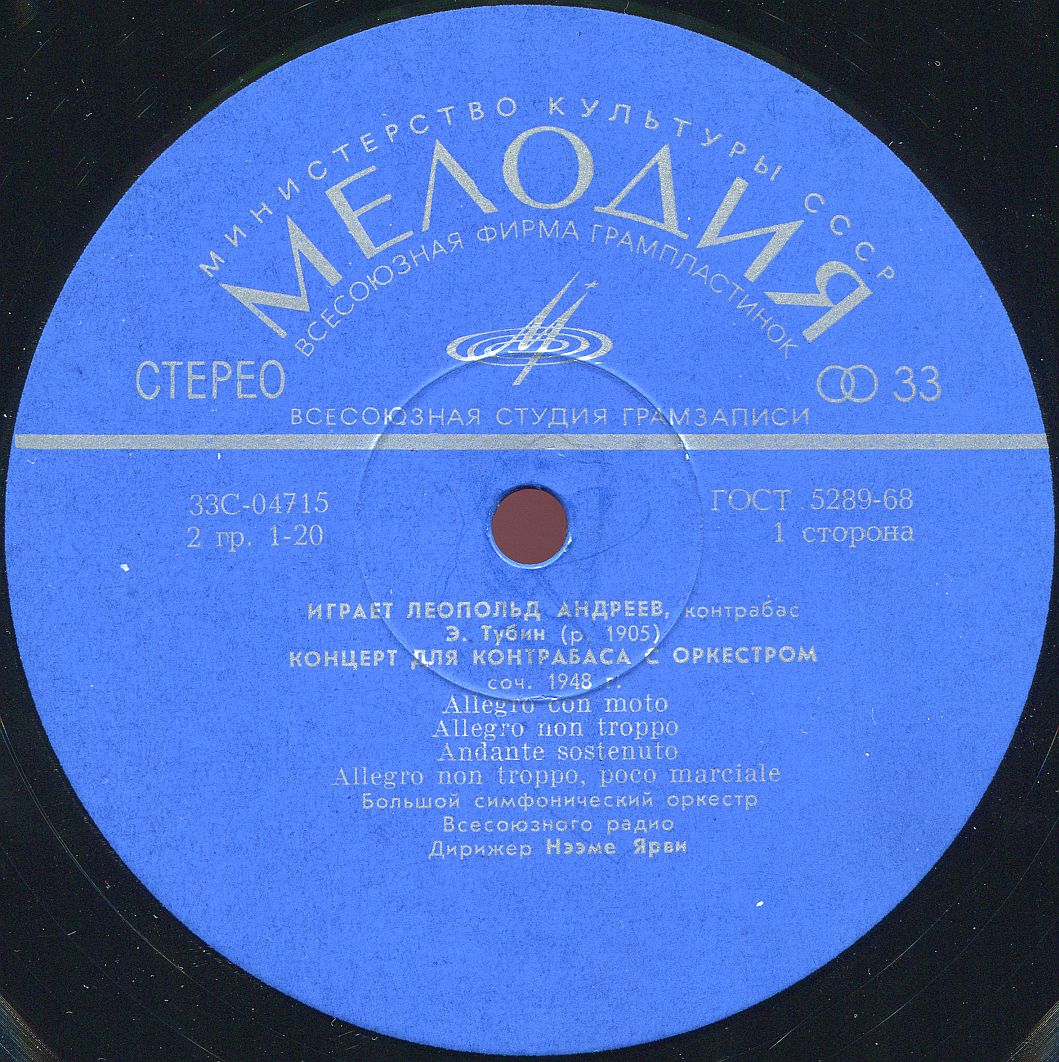 МИНИСТЕРСТВО КУЛЬТУРЫ СССР
МЕЛОДИЯ
ВСЕСОЮЗНАЯ ФИРМА ГРАМПЛАСТИНОК
СТЕРЕО
33
ВСЕСОЮЗНАЯ СТУДИЯ ГРАМЗАПИСИ
33С-04715
ГОСТ 5289-68
2 гр. 1-20
1 сторона
ИГРАЕТ ЛЕОПОЛЬД АНДРЕЕВ, контрабас
Э. Тубин (р. 1905)
КОНЦЕРТ ДЛЯ КОНТРАБАСА С ОРКЕСТРОМ
соч. 1948 г.
Allegro con moto
Allegro non troppo
Andante sostenuto
Allegro non troppo, poco marciale
Большой симфонический оркестр
Всесоюзного радио
Дирижер Нээме Ярви